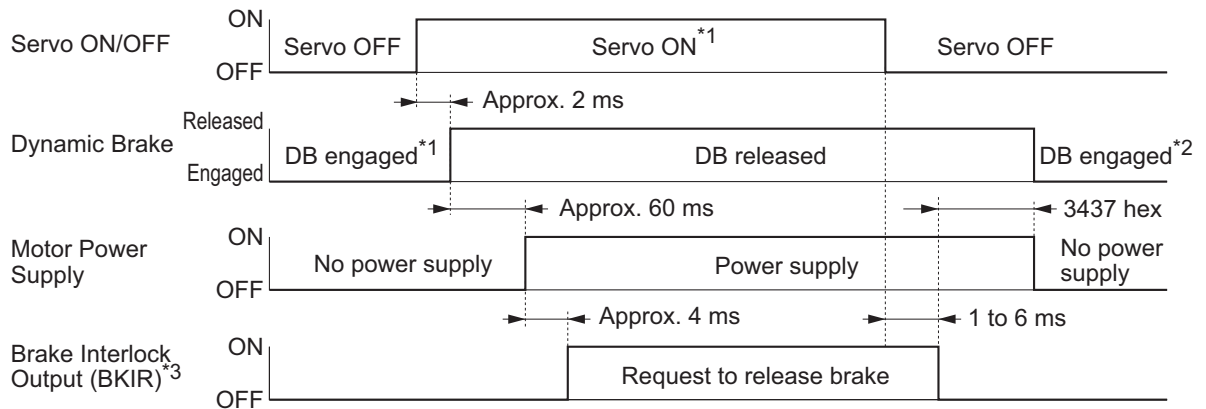 Servo ON/OFF
ON
OFF
Servo OFF
Servo ON*1
Servo OFF
Approx. 2 ms
Dynamic Brake
Released
Engaged
DB engaged*1
DB released
DB engaged*2
Approx. 60 ms
3437 hex
Motor Power
Supply
ON
OFF
No power supply
Power supply
No power
supply
Approx. 4 ms
1 to 6 ms
Brake Interlock
Output (BKIR)*3
ON
OFF
Request to release brake